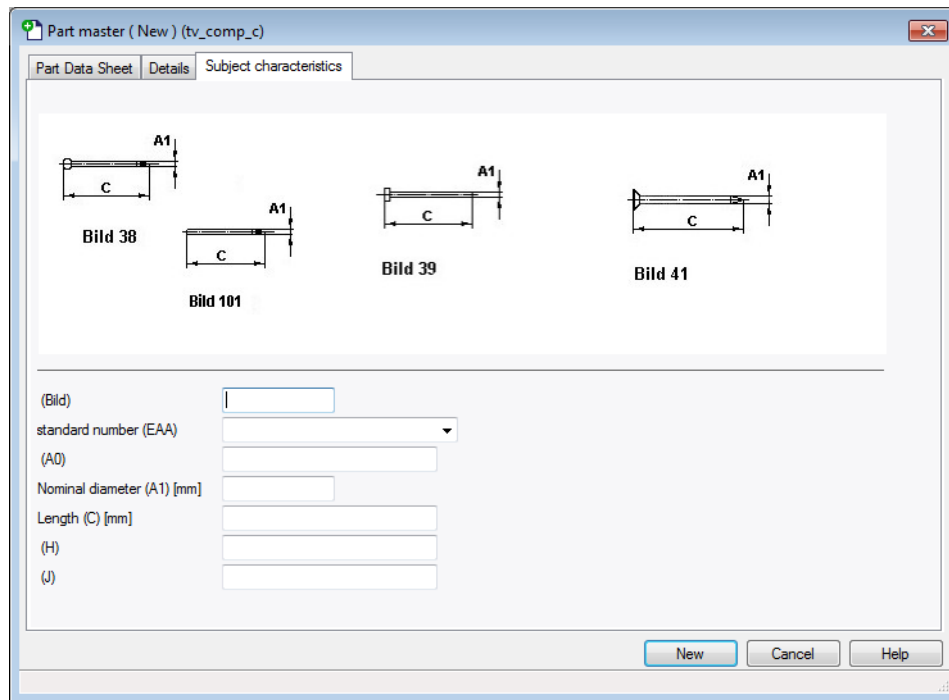 Part master ( New ) (tv_comp_c)
Part Data Sheet Details Subject characteristics
A1
C
Bild 38
A1
C
Bild 101
A1
C
Bild 39
A1
C
Bild 41
(Bild)
standard number (EAA)
(A0)
Nominal diameter (A1) [mm]
Length (C) [mm]
(H)
(J)
New Cancel Help